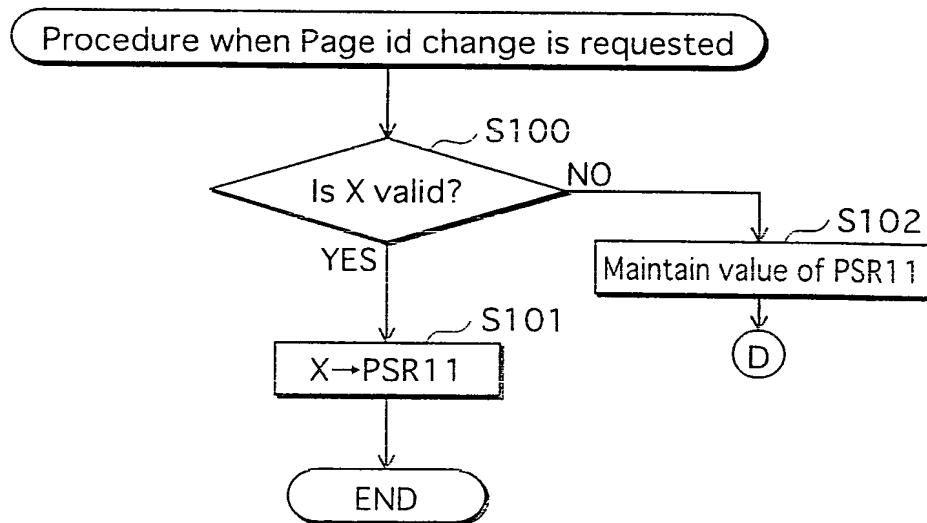 Procedure when Page id change is requested
S100
Is X valid?
NO
YES
S102
Maintain value of PSR11
D
S101
X→PSR11
END